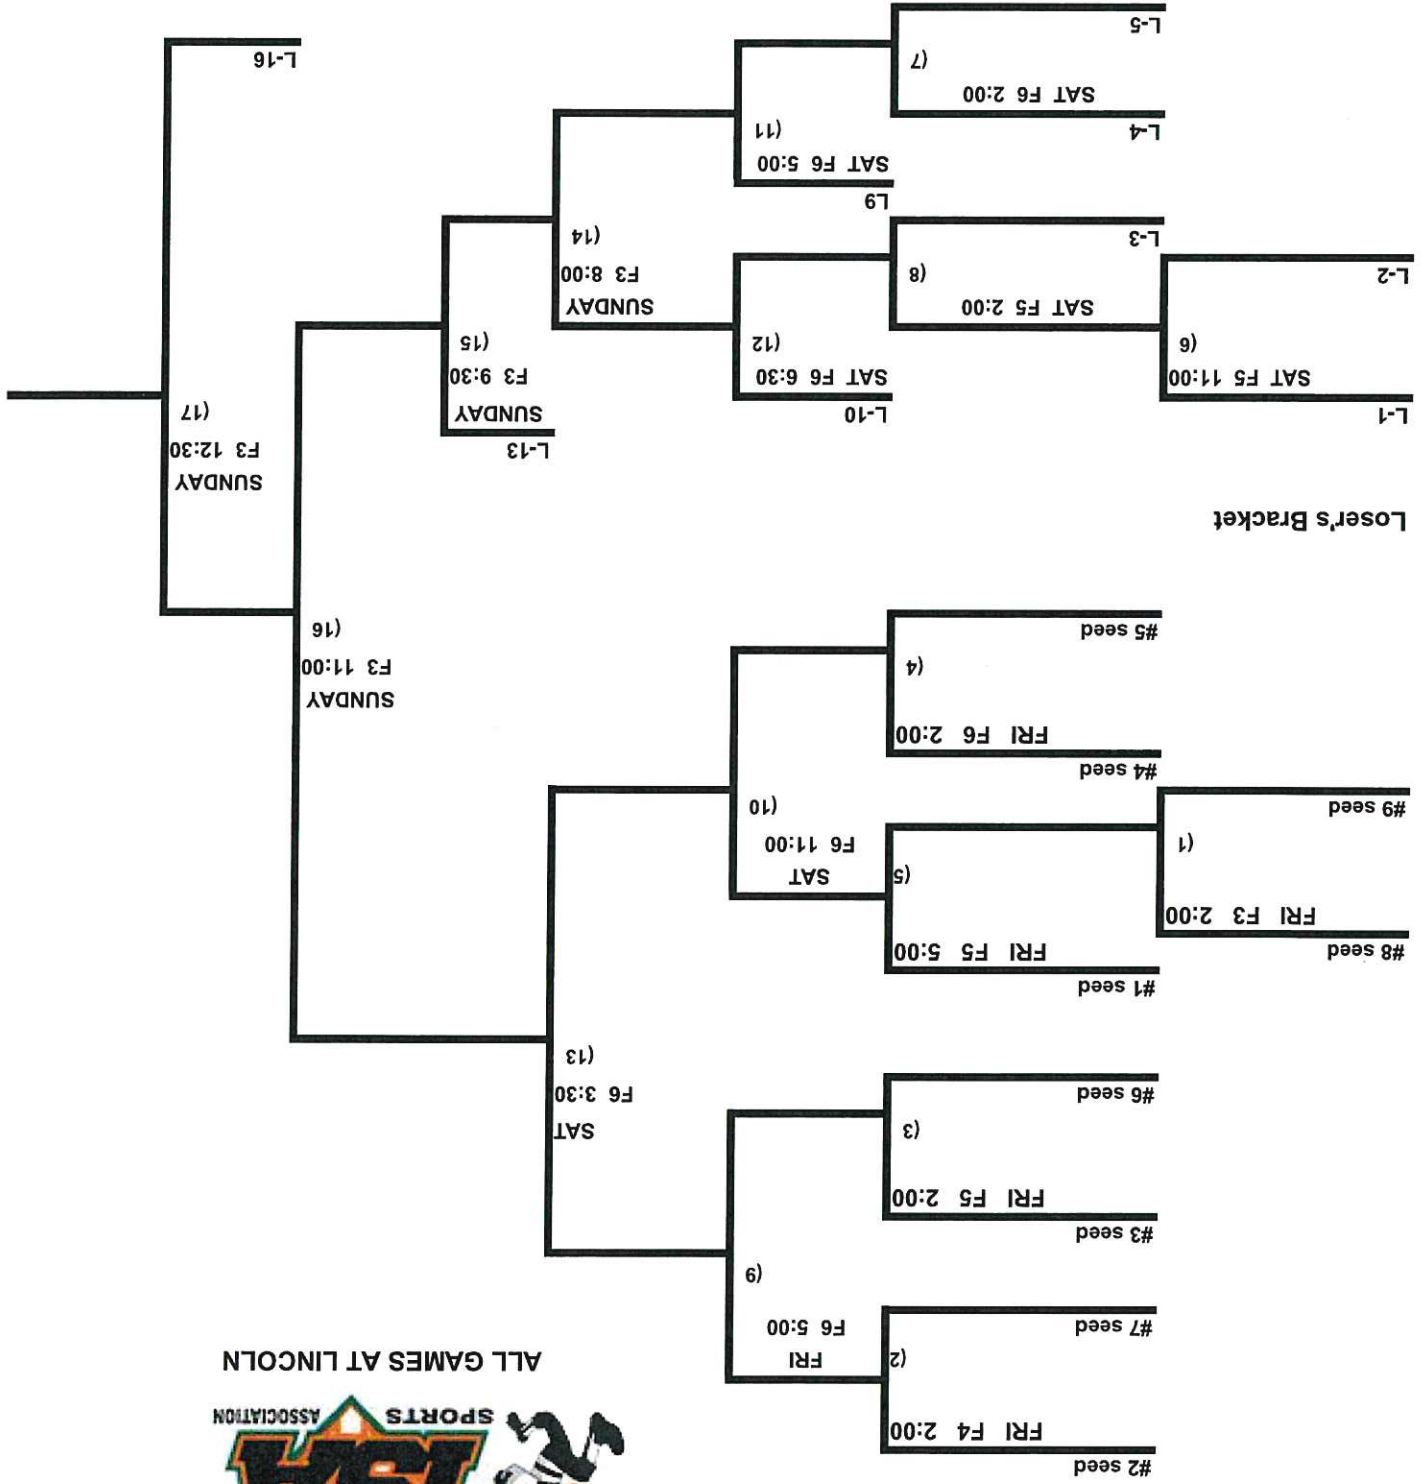 #2 seed
FRI F4 2:00
ISA
SPORTS ASSOCIATION
ALL GAMES AT LINCOLN
(2
FRI
F6 5:00
#7 seed
(9
#3 seed
FRI F5 2:00
(3
#6 seed
SAT
F6 3:30
(13
#1 seed
FRI F5 5:00
#8 seed
FRI F3 2:00
(5
SAT
F6 11:00
(1
(10
#9 seed
#4 seed
FRI F6 2:00
(4
#5 seed
SUNDAY
F3 11:00
(16
Loser's Bracket
SUNDAY
F3 12:30
(17
L-13
SUNDAY
F3 9:30
(15
L-1
SAT F5 11:00
(6
L-10
SAT F6 6:30
(12
SUNDAY
F3 8:00
(14
SAT F5 2:00
(8
L-2
L-3
L9
SAT F6 5:00
(11
L-4
SAT F6 2:00
(7
L-5
L-16